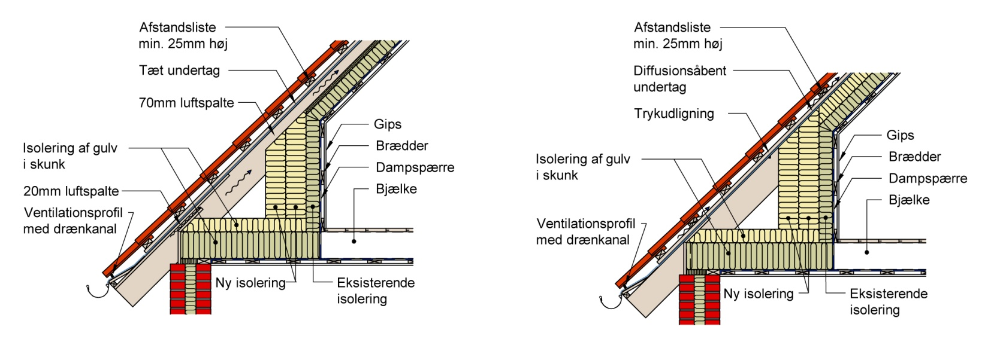 Afstandsliste
min. 25mm høj
Tæt undertag
70mm luftspalte
Gips
Isolering af gulv
i skunk
Brædder
Dampspærre
Bjælke
20mm luftspalte
Ventilationsprofil
med drænkanal
Ny isolering
Eksisterende
isolering
Afstandsliste
min. 25mm høj
Diffusionsåbent
undertag
Trykudligning
Gips
Isolering af gulv
i skunk
Brædder
Dampspærre
Bjælke
Ventilationsprofil
med drænkanal
Ny isolering
Eksisterende
isolering